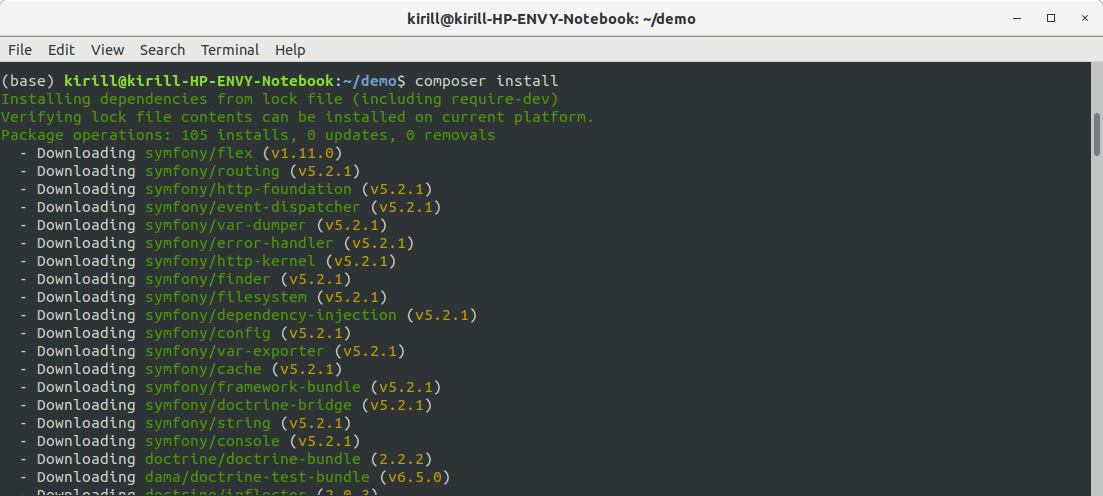 kirill@kirill-HP-ENVY-Notebook: ~/demo
File Edit View Search Terminal Help
(base) kirill@kirill-HP-ENVY-Notebook:~/demo$ composer install
Installing dependencies from lock file (including require-dev)
Verifying lock file contents can be installed on current platform.
Package operations: 105 installs, 0 updates, 0 removals
- Downloading symfony/flex (v1.11.0)
- Downloading symfony/routing (v5.2.1)
- Downloading symfony/http-foundation (v5.2.1)
- Downloading symfony/event-dispatcher (v5.2.1)
- Downloading symfony/var-dumper (v5.2.1)
- Downloading symfony/error-handler (v5.2.1)
- Downloading symfony/http-kernel (v5.2.1)
- Downloading symfony/finder (v5.2.1)
- Downloading symfony/filesystem (v5.2.1)
- Downloading symfony/dependency-injection (v5.2.1)
- Downloading symfony/config (v5.2.1)
- Downloading symfony/var-exporter (v5.2.1)
- Downloading symfony/cache (v5.2.1)
- Downloading symfony/framework-bundle (v5.2.1)
- Downloading symfony/doctrine-bridge (v5.2.1)
- Downloading symfony/string (v5.2.1)
- Downloading symfony/console (v5.2.1)
- Downloading doctrine/doctrine-bundle (2.2.2)
- Downloading dama/doctrine-test-bundle (v6.5.0)
- Downloading doctrine/inflector (2.0.3)